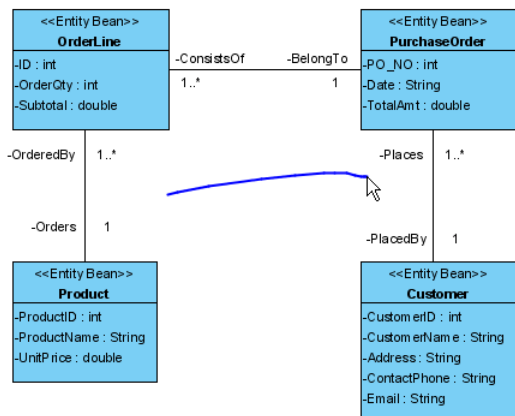 <<Entity Bean>>
OrderLine
-ID : int
-OrderQty : int
-Subtotal : double
-ConsistsOf
-BelongTo
1..*
1
<<Entity Bean>>
PurchaseOrder
-PO_NO : int
-Date : String
-TotalAmt : double
-OrderedBy
1..*
-Places
1..*
-Orders
1
-PlacedBy
1
<<Entity Bean>>
Product
-ProductID : int
-ProductName : String
-UnitPrice : double
<<Entity Bean>>
Customer
-CustomerID : int
-CustomerName : String
-Address : String
-ContactPhone : String
-Email : String